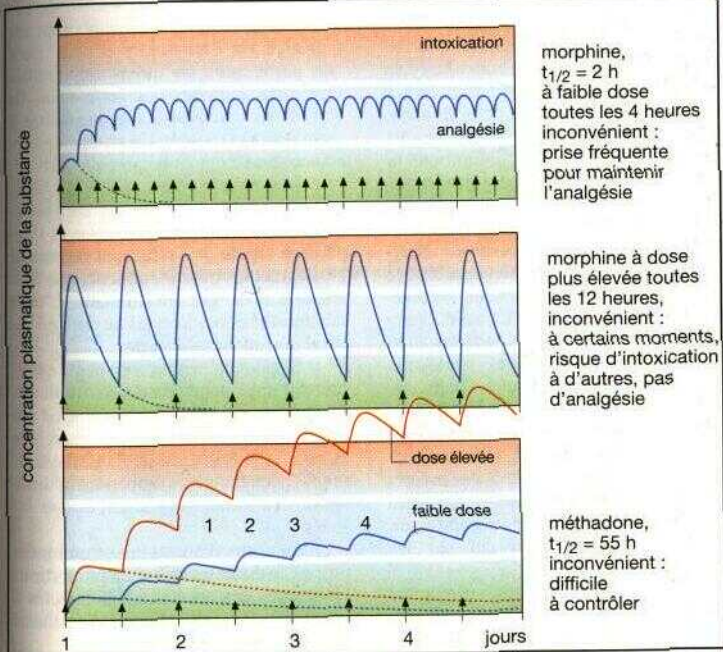 concentration plasmatique de la substance
intoxication
analgésie
morphine,
t1/2 = 2 h
à faible dose
toutes les 4 heures
inconvénient :
prise fréquente
pour maintenir
l'analgésie
morphine à dose
plus élevée toutes
les 12 heures,
inconvénient :
à certains moments,
risque d'intoxication
à d'autres, pas
d'analgésie
dose élevée
faible dose
1 2 3 4
méthadone,
t1/2 = 55 h
inconvénient :
difficile
à contrôler
1 2 3 4 jours